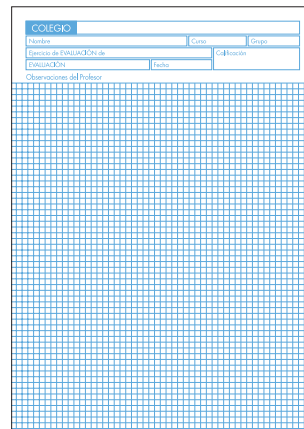 COLEGIO
Nombre Curso Grupo
Ejercicio de EVALUACIÓN de Calificación
EVALUACIÓN Fecha
Observaciones del Profesor